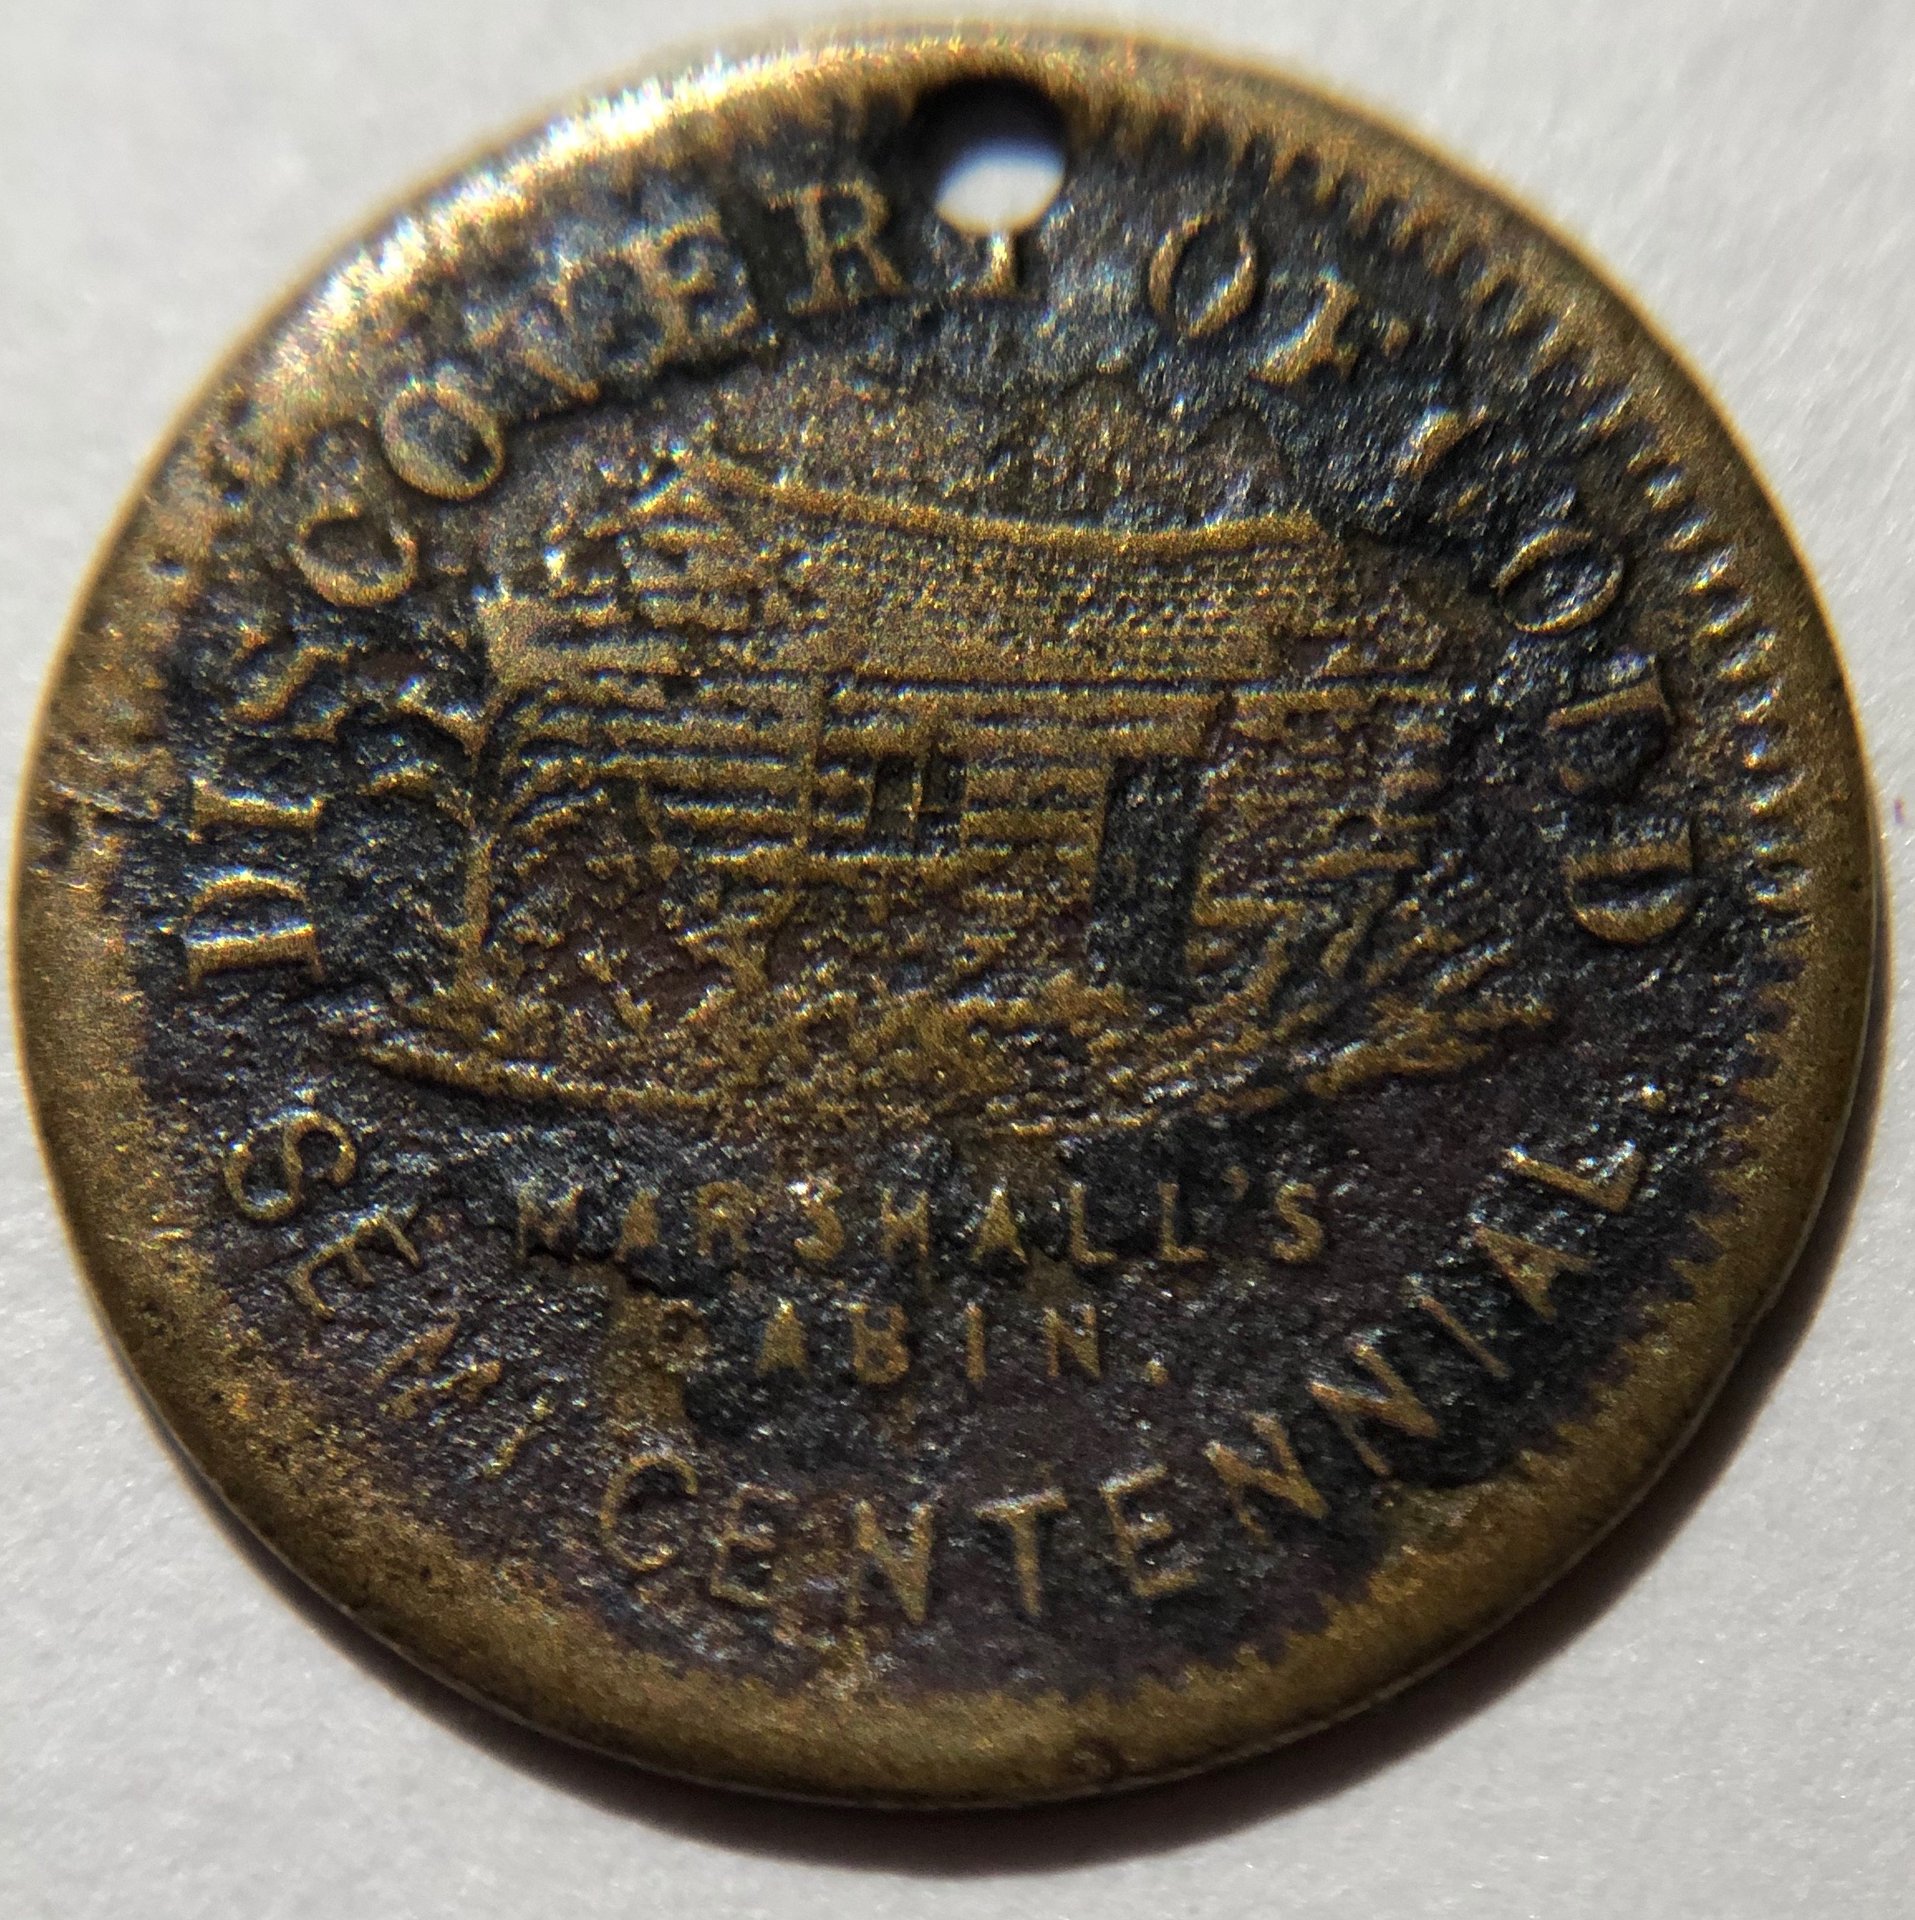 DISCOVERY OF GOLD
MARSHALL'S
CABIN.
SEMI CENTENNIAL.